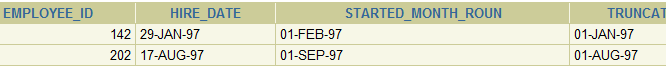 EMPLOYEE_ID HIRE_DATE STARTED_MONTH_ROUN TRUNCAT
142 29-JAN-97 01-FEB-97 01-JAN-97
202 17-AUG-97 01-SEP-97 01-AUG-97